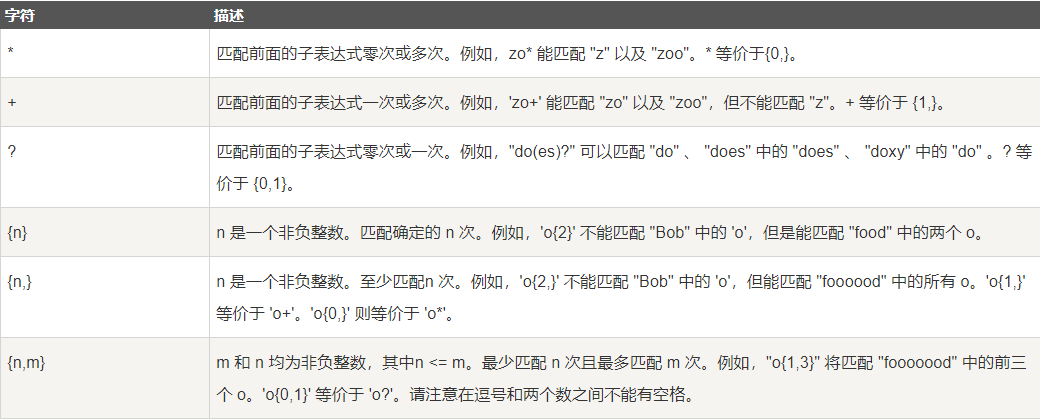 字符 描述
* 匹配前面的子表达式零次或多次。例如，zo* 能匹配 "z" 以及 "zoo"。* 等价于{0,}。
+ 匹配前面的子表达式一次或多次。例如，'zo+' 能匹配 "zo" 以及 "zoo"，但不能匹配 "z"。+ 等价于 {1,}。
? 匹配前面的子表达式零次或一次。例如，"do(es)?" 可以匹配 "do" 、 "does" 中的 "does" 、 "doxy" 中的 "do" 。? 等
价于 {0,1}。
{n} n 是一个非负整数。匹配确定的 n 次。例如，'o{2}' 不能匹配 "Bob" 中的 'o'，但是能匹配 "food" 中的两个 o。
{n,} n 是一个非负整数。至少匹配n 次。例如，'o{2,}' 不能匹配 "Bob" 中的 'o'，但能匹配 "foooood" 中的所有 o。'o{1,}'
等价于 'o+'。'o{0,}' 则等价于 'o*'。
{n,m} m 和 n 均为非负整数，其中n <= m。最少匹配 n 次且最多匹配 m 次。例如，"o{1,3}" 将匹配 "fooooood" 中的前三
个 o。'o{0,1}' 等价于 'o?'。请注意在逗号和两个数之间不能有空格。